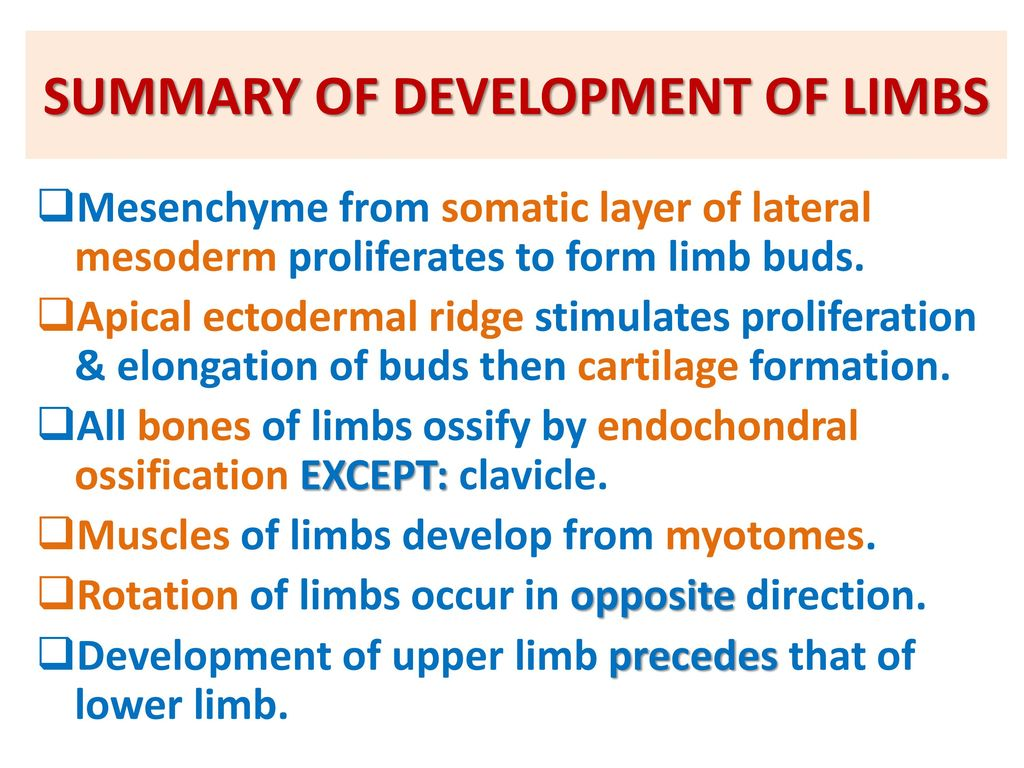 SUMMARY OF DEVELOPMENT OF LIMBS
❑Mesenchyme from somatic layer of lateral
mesoderm proliferates to form limb buds.
❑Apical ectodermal ridge stimulates proliferation
& elongation of buds then cartilage formation.
❑All bones of limbs ossify by endochondral
ossification EXCEPT: clavicle.
❑Muscles of limbs develop from myotomes.
❑Rotation of limbs occur in opposite direction.
❑Development of upper limb precedes that of
lower limb.